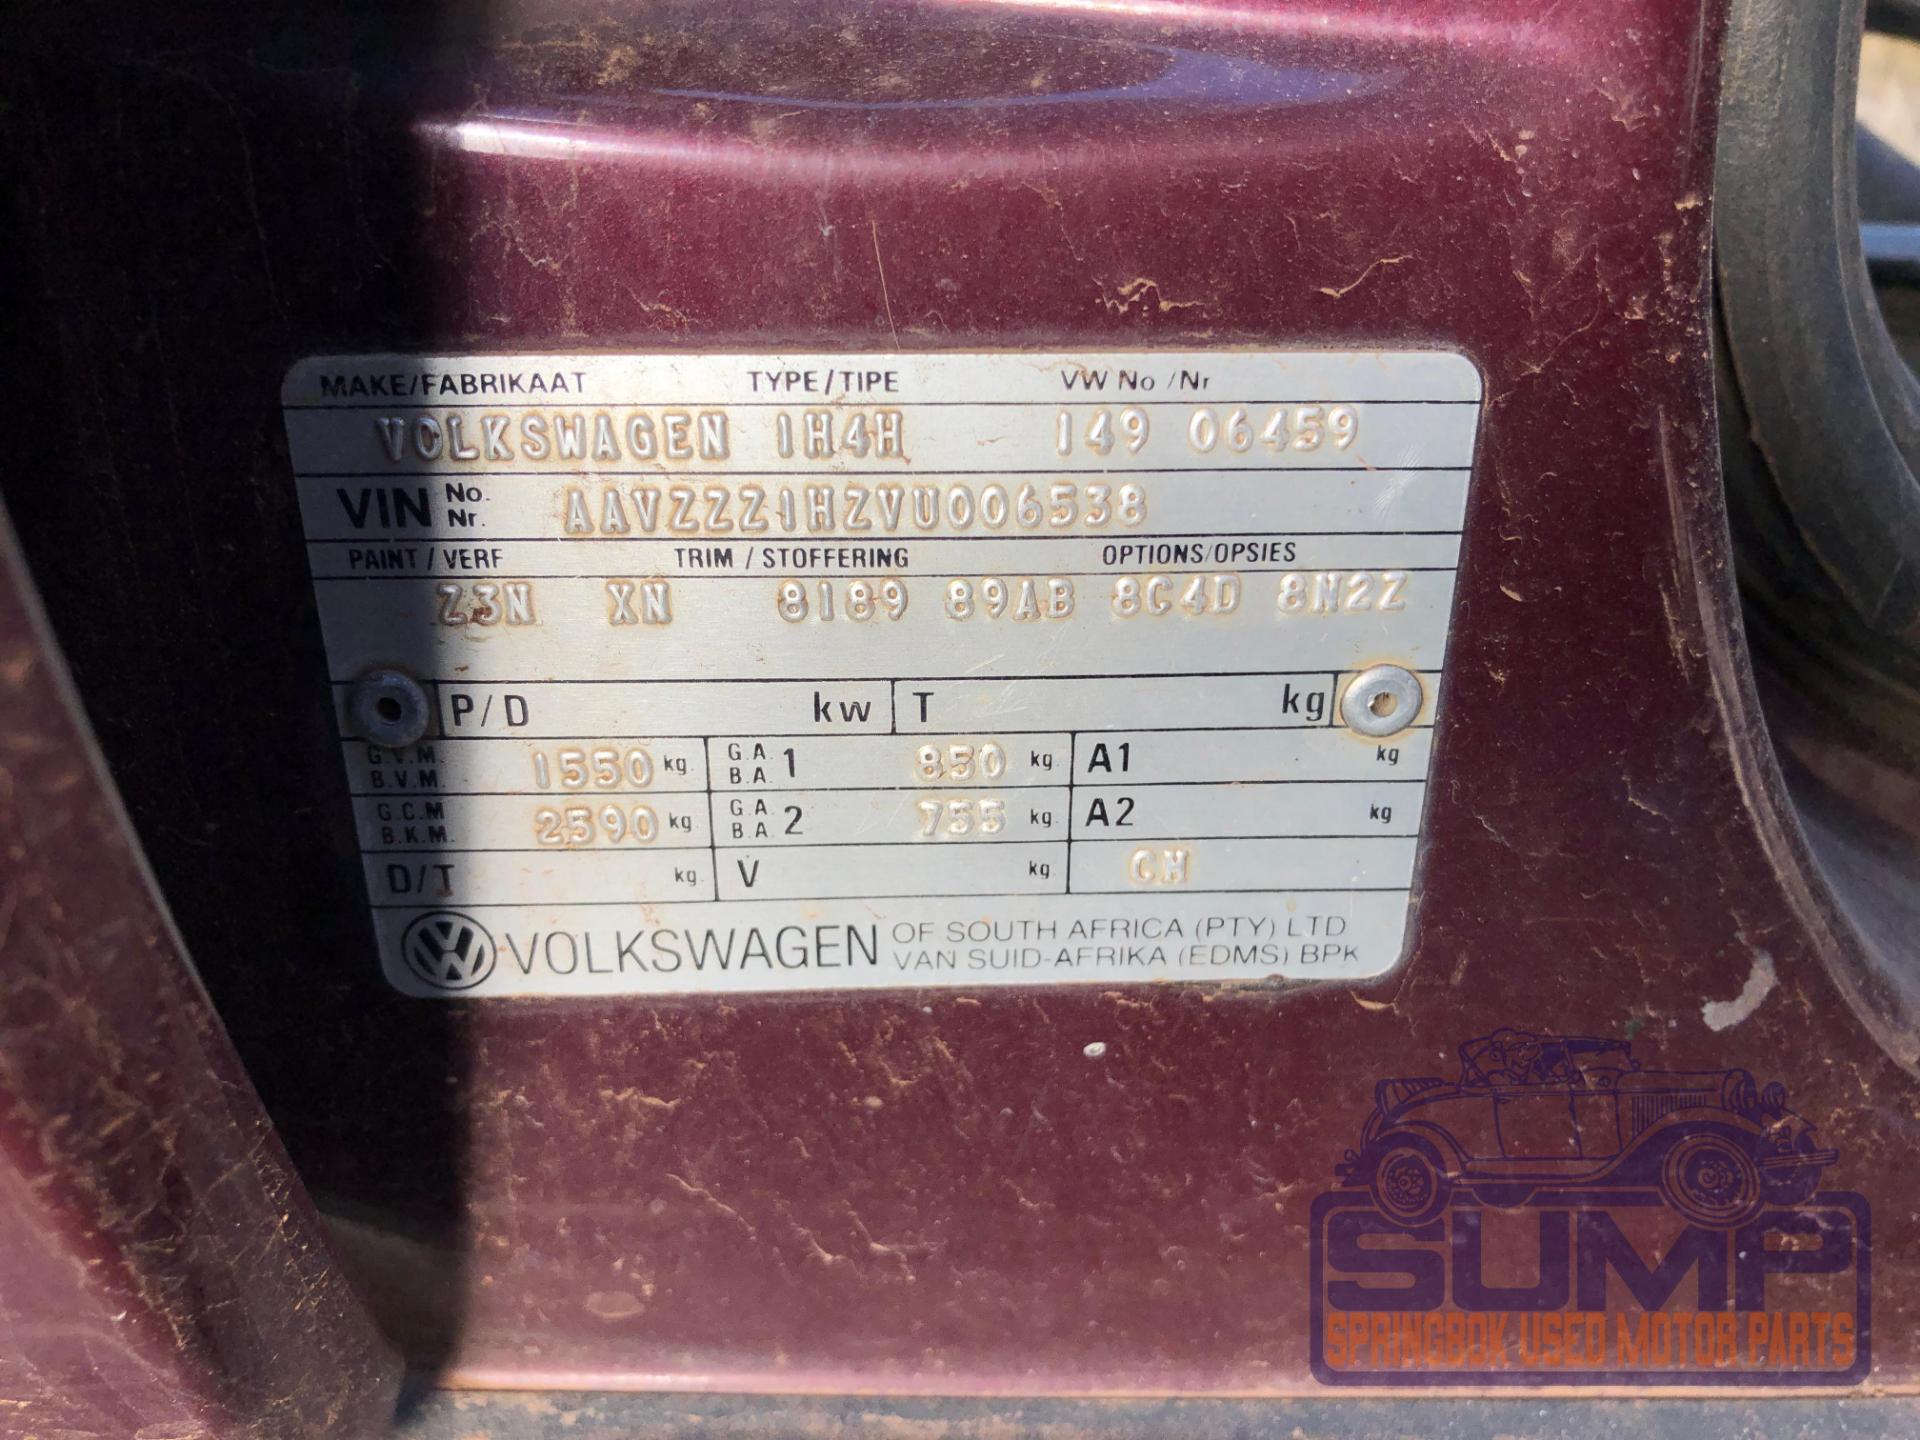 MAKE/FABRIKAAT TYPE/TIPE VW No /Nr
VOLKSWAGEN 1H4H 149 06459
VIN No. Nr. AAVZZZ1HZVU006538
PAINT / VERF TRIM / STOFFERING OPTIONS/OPSIES
Z3N XN 8189 89AB 8C4D 8N2Z
P/D kw T kg
G.V.M. B.V.M. 1550 kg. G.A. B.A. 1 850 kg. A1 kg
G.C.M B.K.M. 2590 kg. G.A. B.A. 2 755 kg. A2 kg
D/T kg. V kg CH
VW VOLKSWAGEN OF SOUTH AFRICA (PTY) LTD
VAN SUID-AFRIKA (EDMS) BPK
SUMP
SPRINGBOK USED MOTOR PARTS